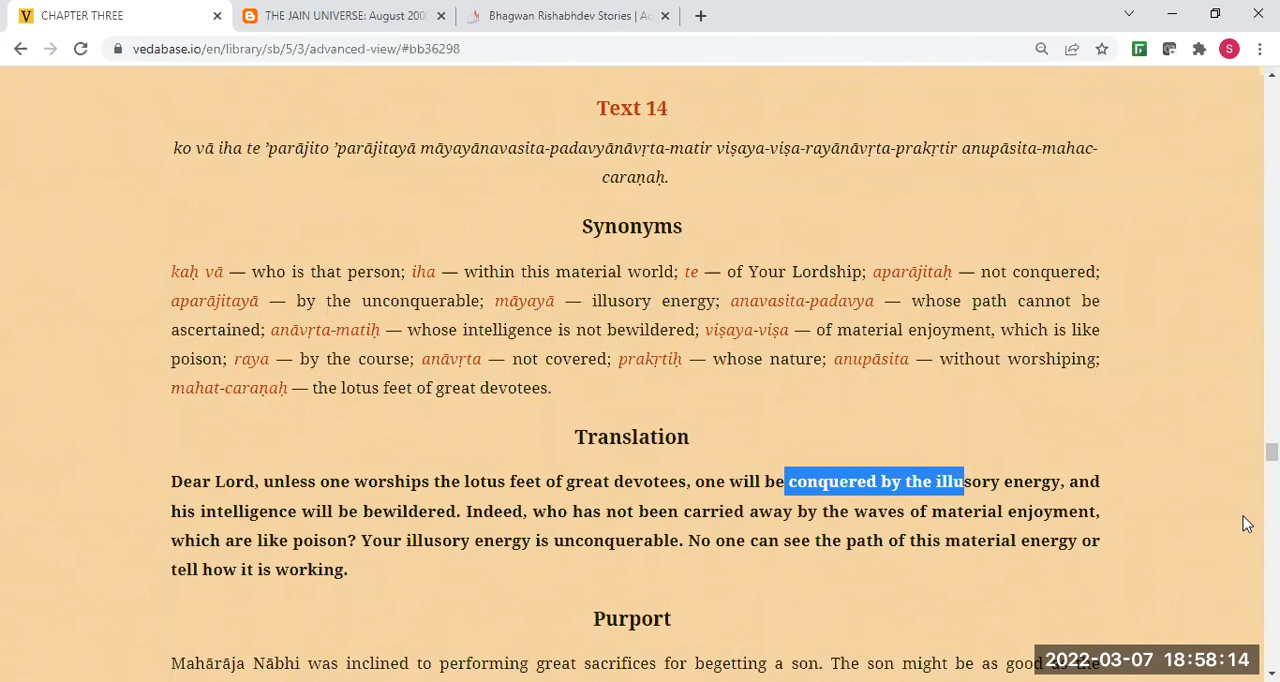 CHAPTER THREE
THE JAIN UNIVERSE: August 2009
Bhagwan Rishabhdev Stories | A
vedabase.io/en/library/sb/5/3/advanced-view/#bb36298
S
Text 14
ko vā iha te ’parājito ’parājitayā māyayānavasita-padavyānāvṛta-matir viṣaya-viṣa-rayānāvṛta-prakṛtir anupāsita-mahac-
caraṇaḥ.
Synonyms
kaḥ vā — who is that person; iha — within this material world; te — of Your Lordship; aparājitaḥ — not conquered;
aparājitayā — by the unconquerable; māyayā — illusory energy; anavasita-padavya — whose path cannot be
ascertained; anāvṛta-matiḥ — whose intelligence is not bewildered; viṣaya-viṣa — of material enjoyment, which is like
poison; raya — by the course; anāvṛta — not covered; prakṛtiḥ — whose nature; anupāsita — without worshiping;
mahat-caraṇaḥ — the lotus feet of great devotees.
Translation
Dear Lord, unless one worships the lotus feet of great devotees, one will be conquered by the illusory energy, and
his intelligence will be bewildered. Indeed, who has not been carried away by the waves of material enjoyment,
which are like poison? Your illusory energy is unconquerable. No one can see the path of this material energy or
tell how it is working.
Purport
Mahārāja Nābhi was inclined to performing great sacrifices for begetting a son. The son might be as good
2022-03-07 18:58:14